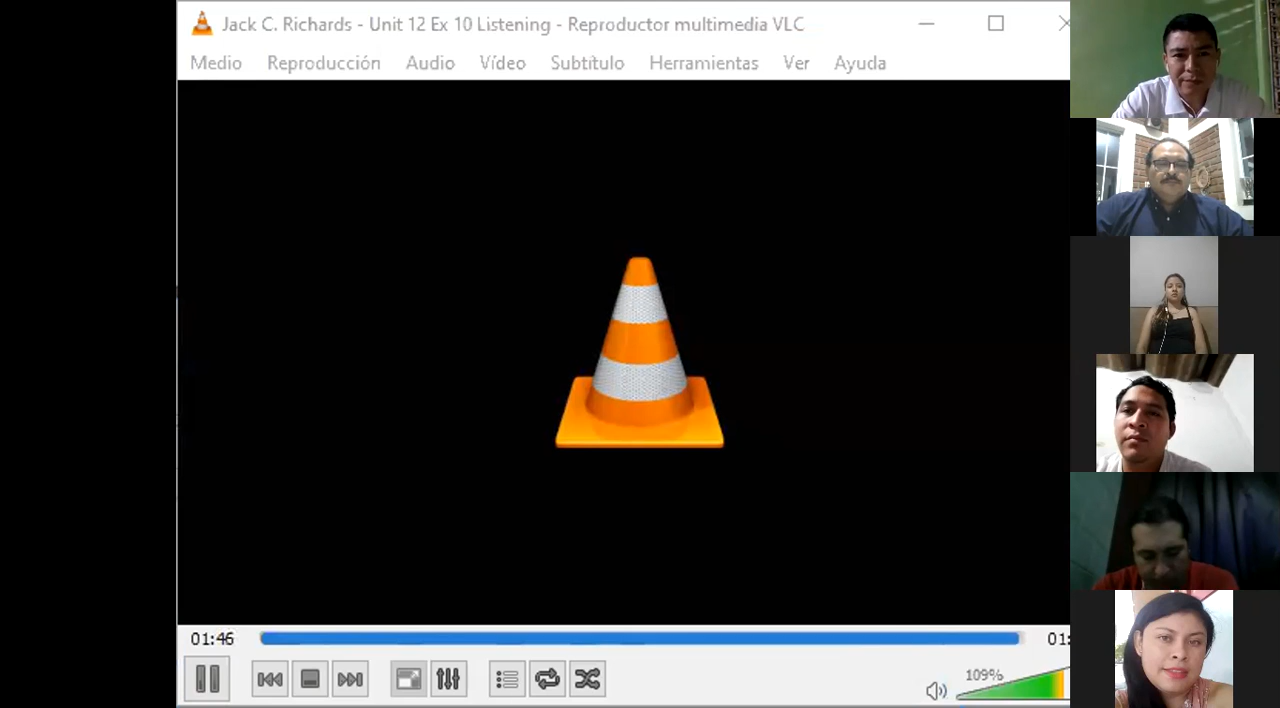 Jack C. Richards - Unit 12 Ex 10 Listening - Reproductor multimedia VLC
Medio Reproducción Audio Vídeo Subtítulo Herramientas Ver Ayuda
01:46 01:
109%